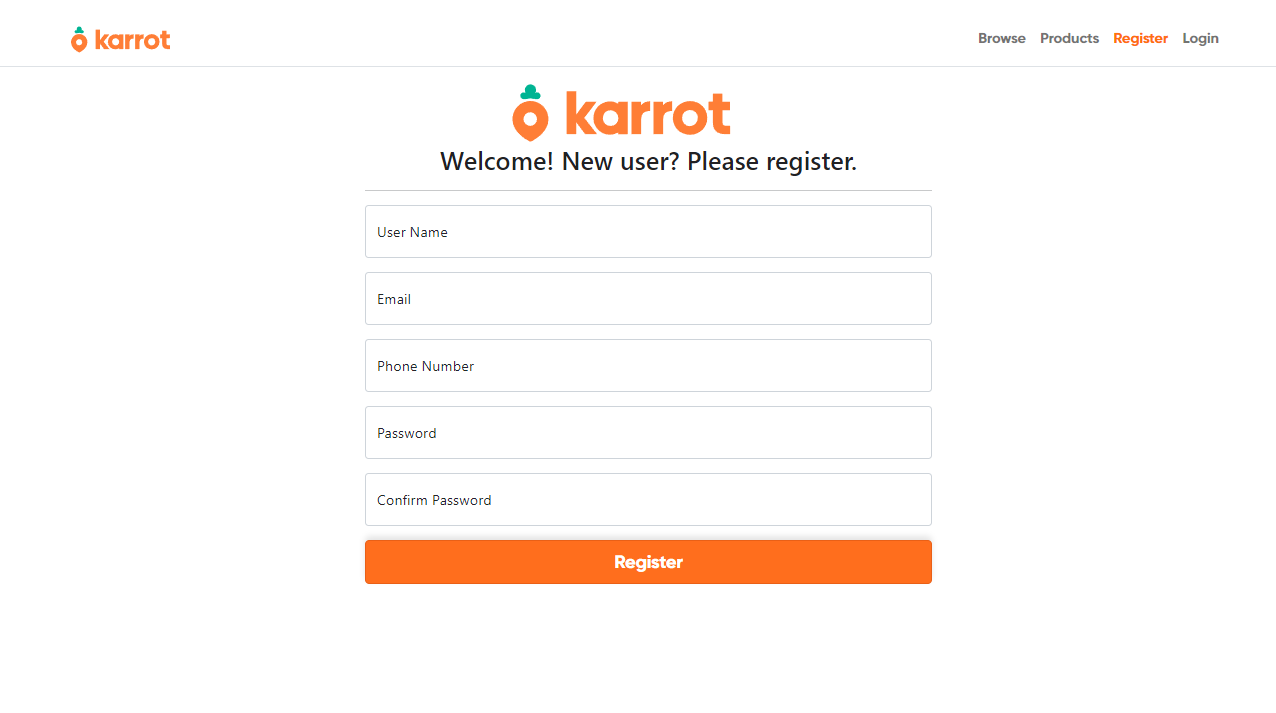 karrot
Browse Products Register Login
karrot
Welcome! New user? Please register.
User Name
Email
Phone Number
Password
Confirm Password
Register